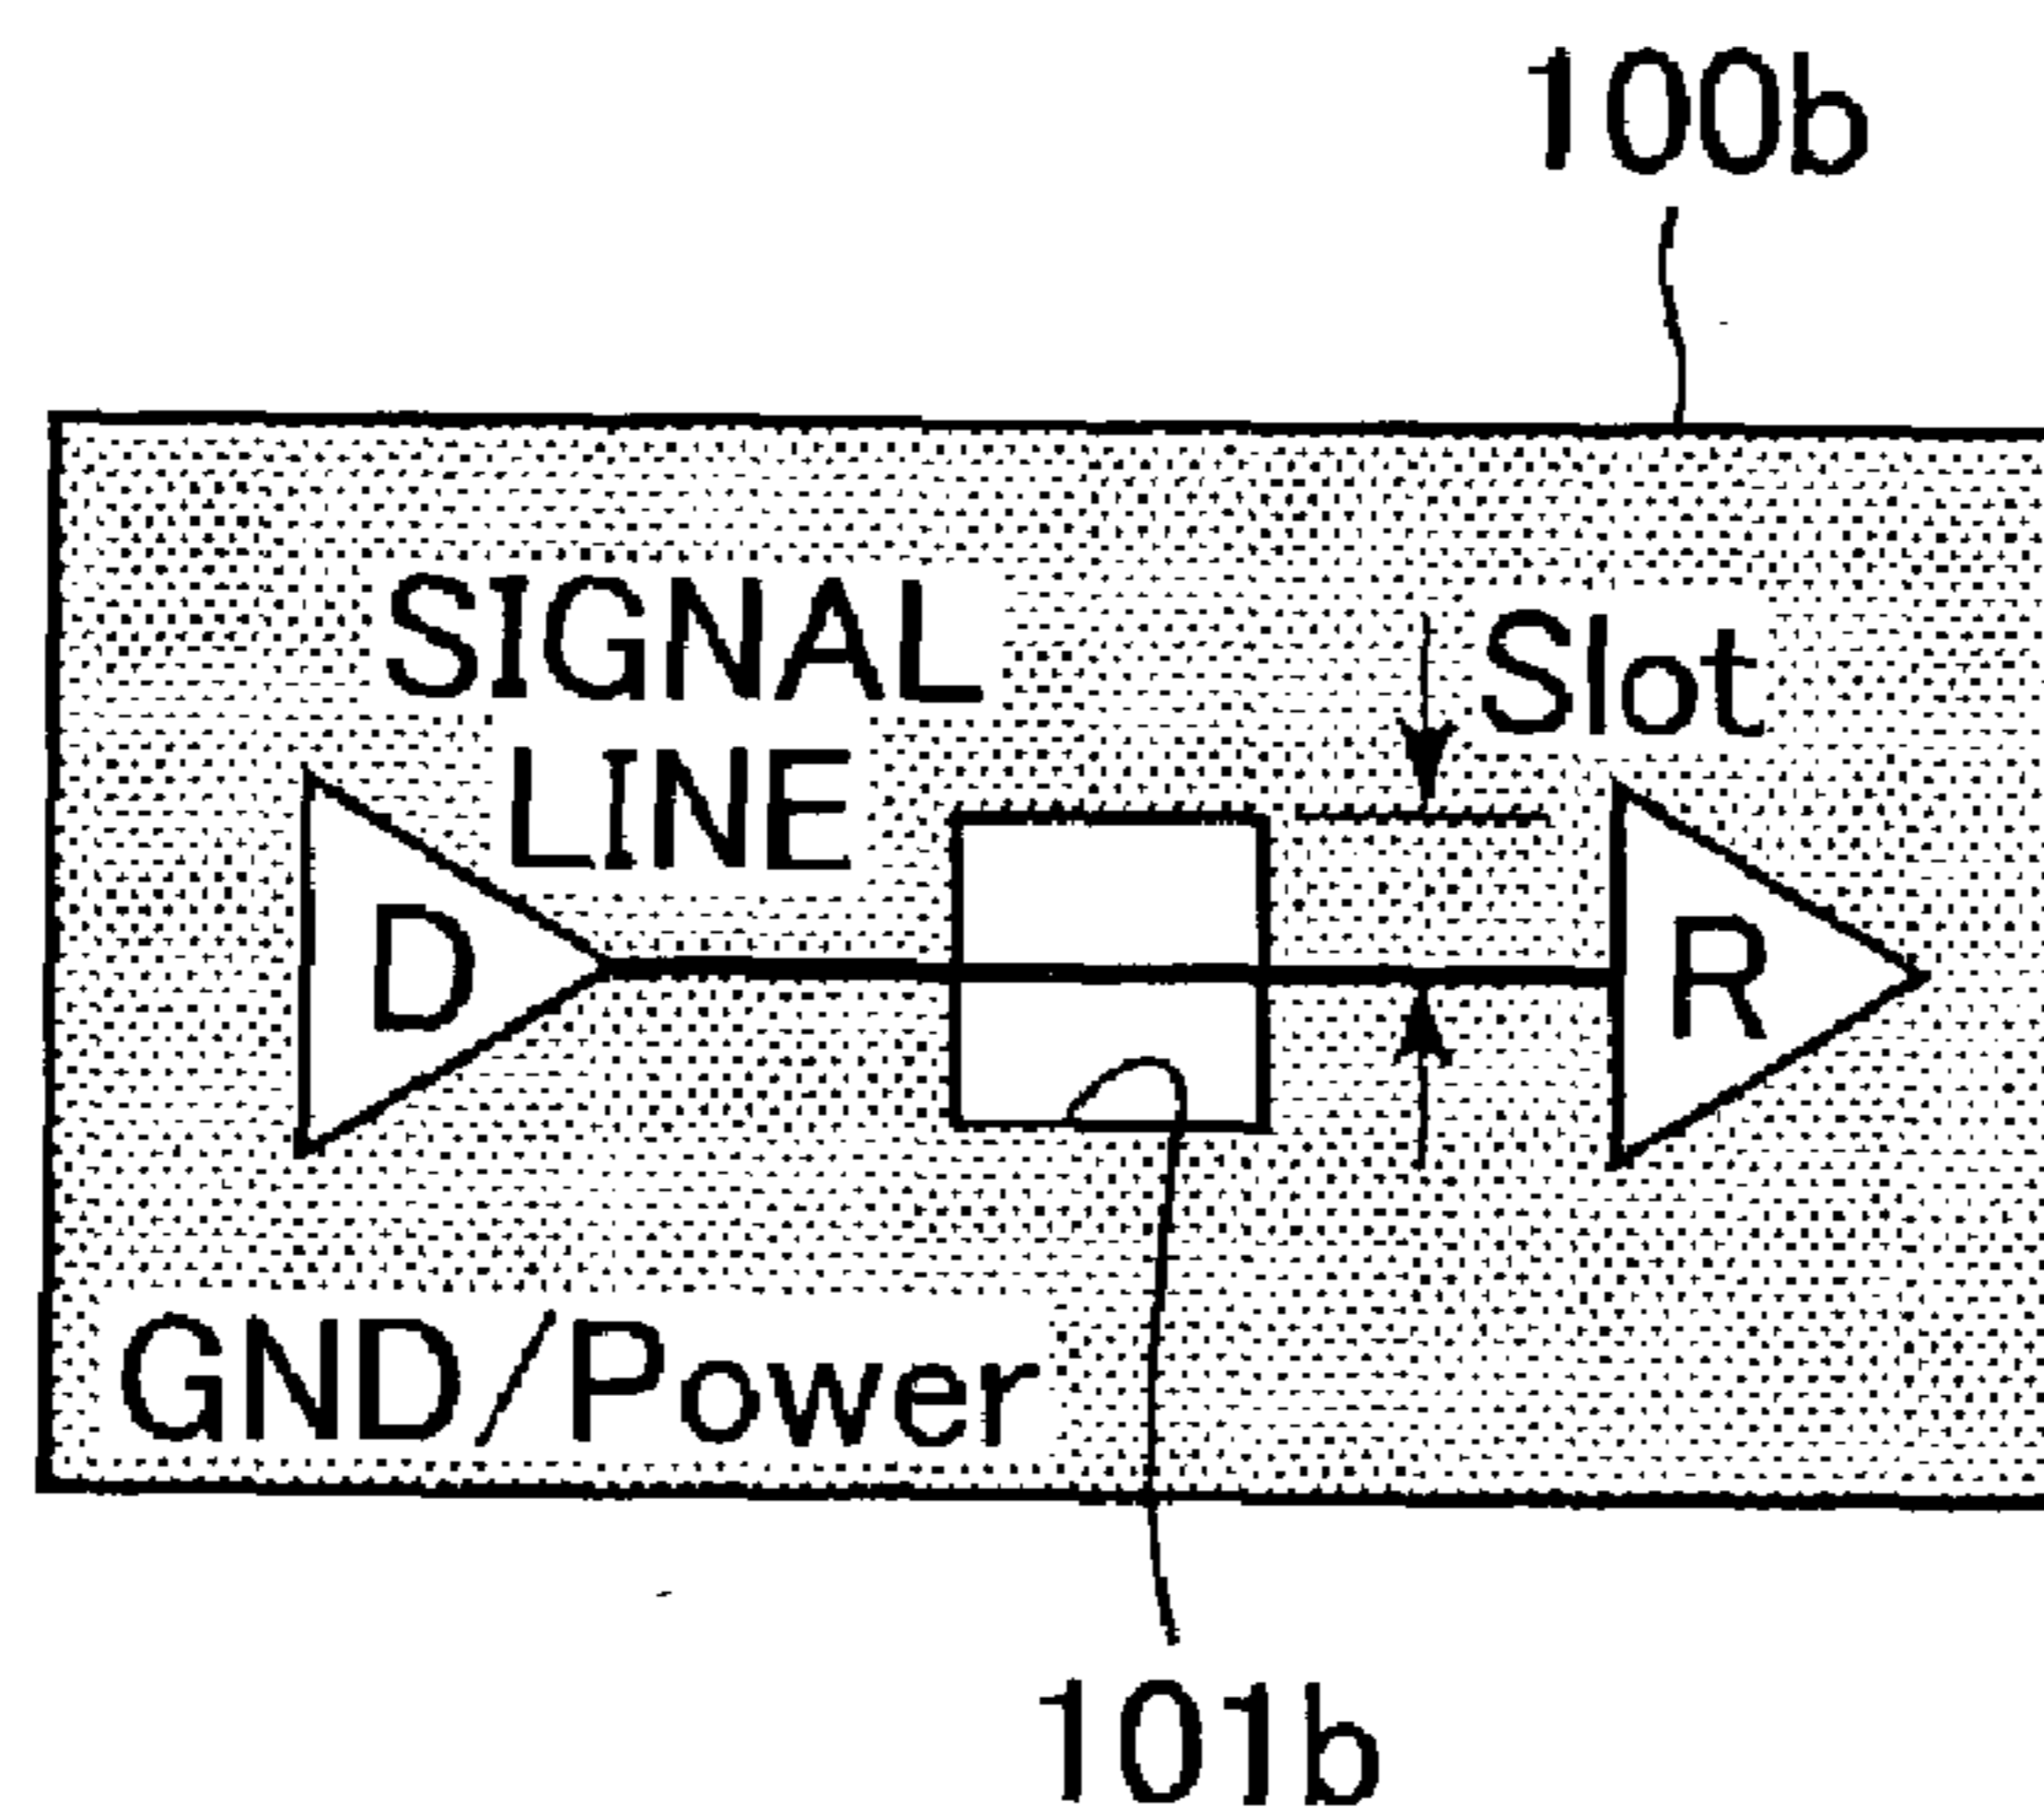 100b
SIGNAL
LINE
Slot
D
R
GND/Power
101b